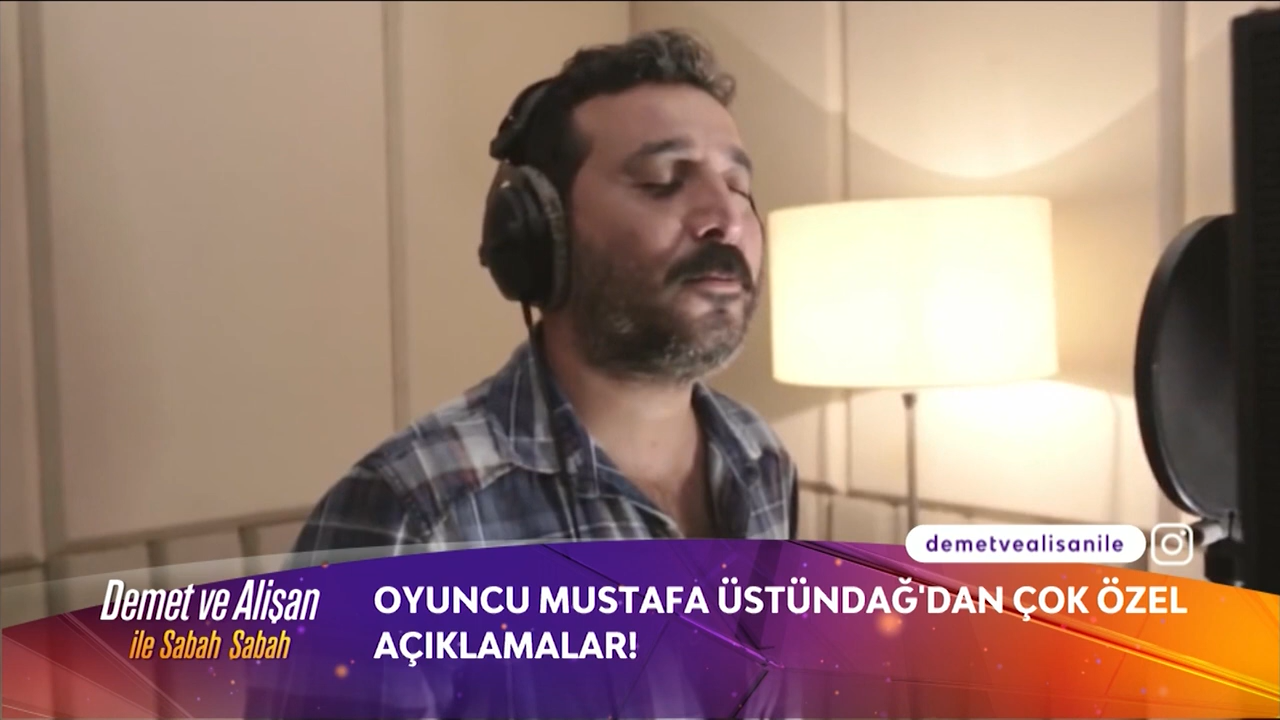 demetvealisanile
Demet ve Alişan
ile Sabah Sabah
OYUNCU MUSTAFA ÜSTÜNDAĞ'DAN ÇOK ÖZEL
AÇIKLAMALAR!